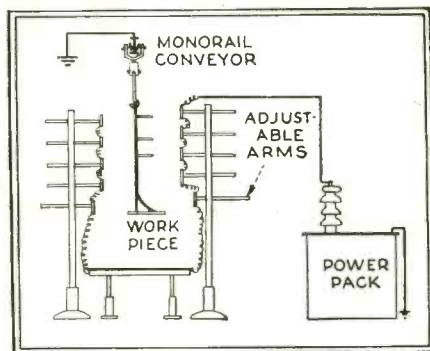 MONORAIL
CONVEYOR
ADJUST-
ABLE
ARMS
WORK
PIECE
POWER
PACK